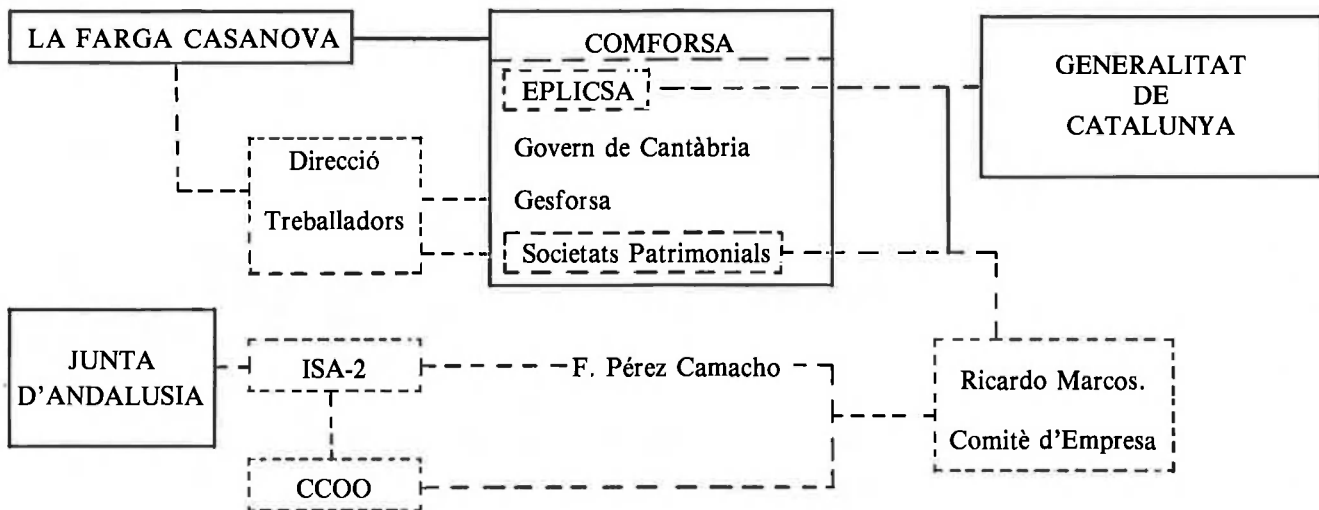 LA FARGA CASANOVA
COMFORSA
EPLICSA
Govern de Cantàbria
Gesforsa
Societats Patrimonials
GENERALITAT
DE
CATALUNYA
Direcció
Treballadors
JUNTA
D'ANDALUSIA
ISA-2
F. Pérez Camacho
CCOO
Ricardo Marcos.
Comitè d'Empresa